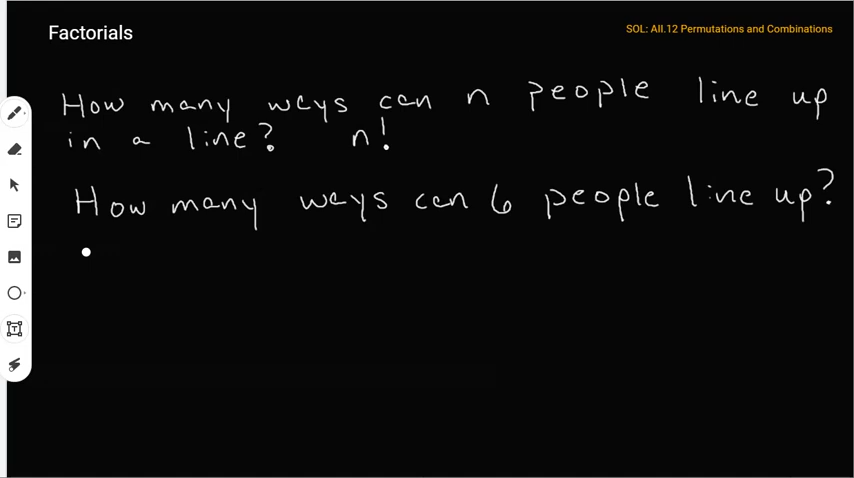 Factorials
SOL: AII.12 Permutations and Combinations
How many ways can n people line up
in a line? n!
How many ways can 6 people line up?